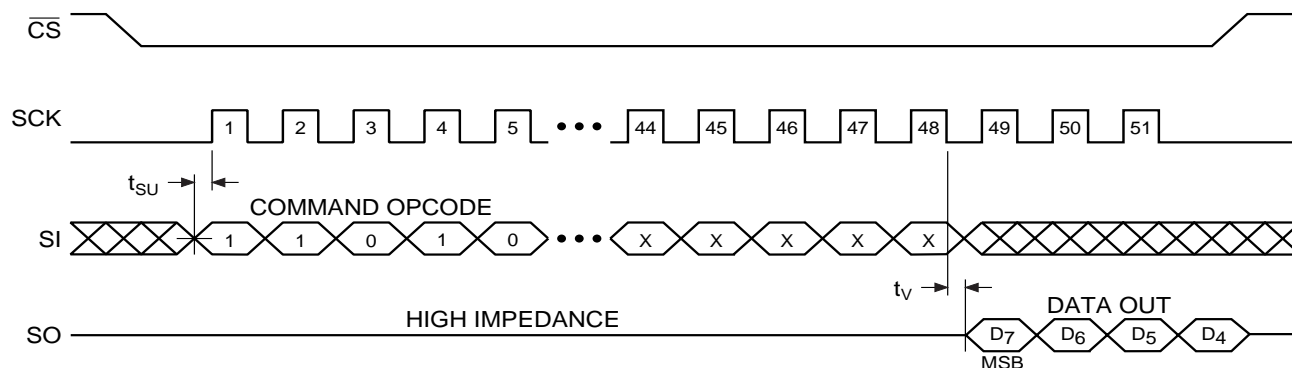 CS
SCK 1 2 3 4 5 ••• 44 45 46 47 48 49 50 51
tSU
COMMAND OPCODE
SI 1 1 0 1 0 ••• X X X X X
tV
DATA OUT
HIGH IMPEDANCE
SO D7 D6 D5 D4
MSB